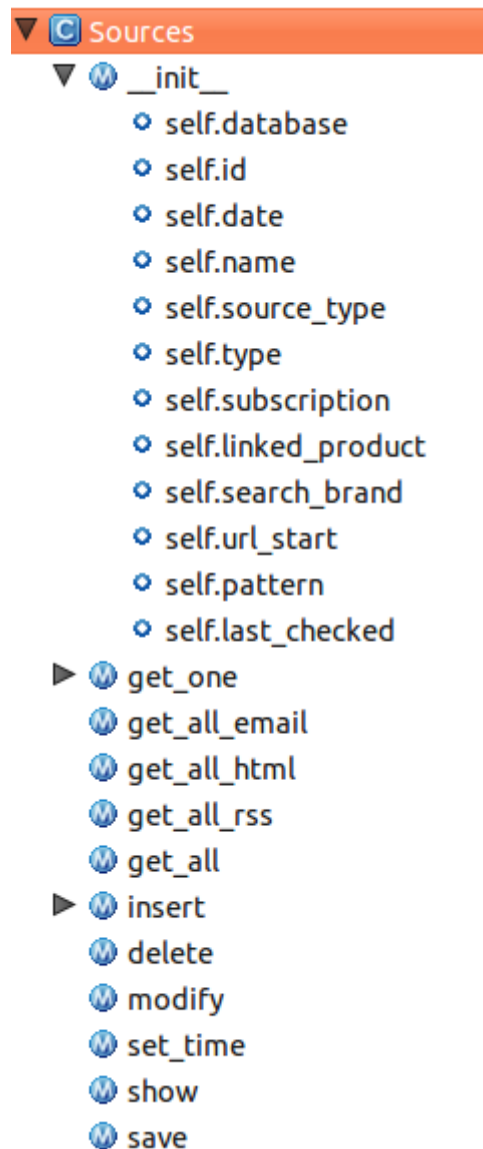 C Sources
M __init__
self.database
self.id
self.date
self.name
self.source_type
self.type
self.subscription
self.linked_product
self.search_brand
self.url_start
self.pattern
self.last_checked
M get_one
M get_all_email
M get_all_html
M get_all_rss
M get_all
M insert
M delete
M modify
M set_time
M show
M save